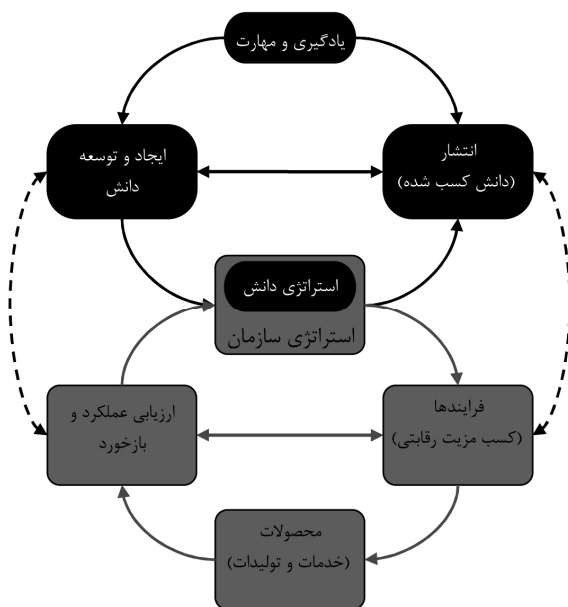 یادگیری و مهارت
انتشار
(دانش کسب شده)
ایجاد و توسعه
دانش
استراتژی دانش
استراتژی سازمان
فرایندها
(کسب مزیت رقابتی)
ارزیابی عملکرد و
بازخورد
محصولات
(خدمات و تولیدات)